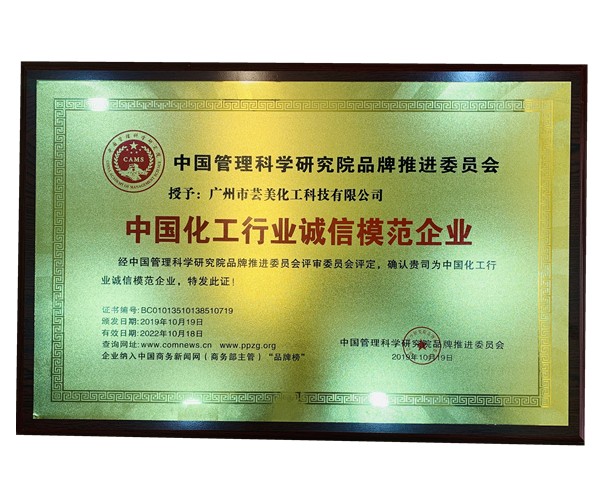 CAMS
中国管理科学研究院品牌推进委员会
授予：广州市芸美化工科技有限公司
中国化工行业诚信模范企业
经中国管理科学研究院品牌推进委员会评审委员会评定，确认贵司为中国化工行
业诚信模范企业，特发此证！
证书编号:BC01013510138510719
颁发日期:2019年10月19日
有效日期:2022年10月18日
查询网址:www.comnews.cn www.ppzg.org
企业纳入中国商务新闻网（商务部主管）“品牌榜”
中国管理科学研究院品牌推进委员会
2019年10月19日